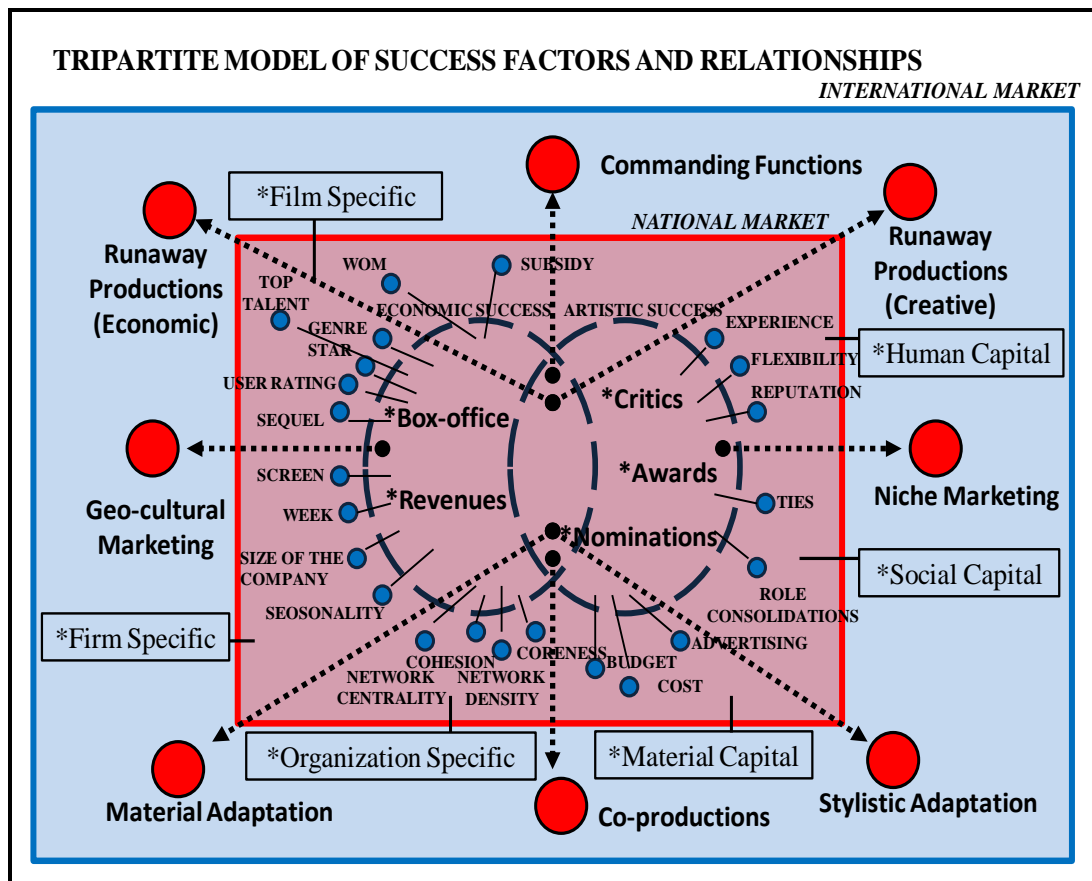 TRIPARTITE MODEL OF SUCCESS FACTORS AND RELATIONSHIPS
INTERNATIONAL MARKET
Commanding Functions
*Film Specific
NATIONAL MARKET
Runaway
Productions
(Economic)
Runaway
Productions
(Creative)
WOM
SUBSIDY
TOP
TALENT
ECONOMIC SUCCESS
ARTISTIC SUCCESS
GENRE
STAR
EXPERIENCE
*Human Capital
FLEXIBILITY
USER RATING
REPUTATION
*Box-office
*Critics
SEQUEL
SCREEN
*Awards
*Revenues
Geo-cultural
Marketing
Niche Marketing
WEEK
TIES
*Nominations
SIZE OF THE
COMPANY
*Social Capital
SEOSONALITY
ROLE
CONSOLIDATIONS
*Firm Specific
ADVERTISING
COHESION
CORENESS
BUDGET
NETWORK
CENTRALITY
NETWORK
DENSITY
COST
*Organization Specific
*Material Capital
Material Adaptation
Co-productions
Stylistic Adaptation